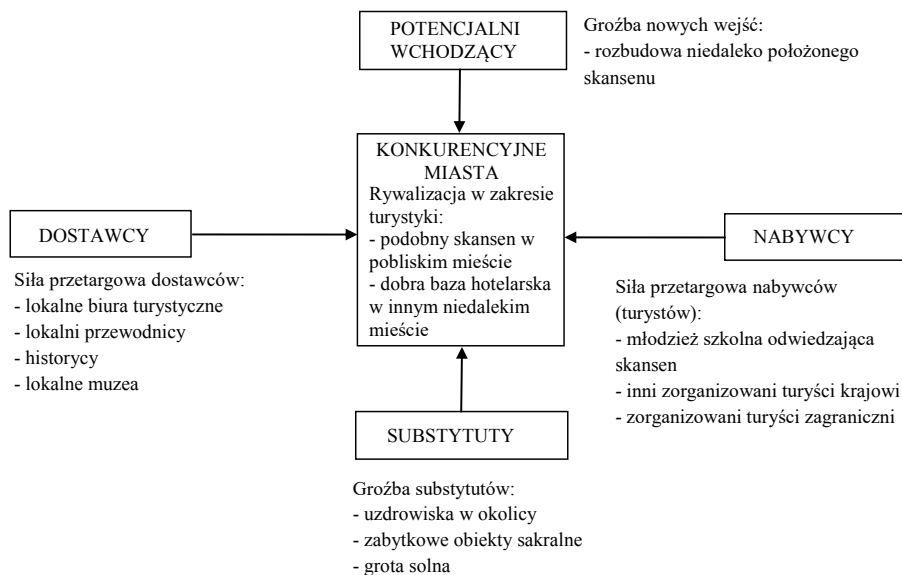 POTENCJALNI
WCHODZĄCY
Groźba nowych wejść:
- rozbudowa niedaleko położonego
skansenu
KONKURENCYJNE
MIASTA
Rywalizacja w zakresie
turystyki:
- podobny skansen w
pobliskim mieście
- dobra baza hotelarska
w innym niedalekim
mieście
DOSTAWCY
Siła przetargowa dostawców:
- lokalne biura turystyczne
- lokalni przewodnicy
- historycy
- lokalne muzea
NABYWCY
Siła przetargowa nabywców
(turystów):
- młodzież szkolna odwiedzająca
skansen
- inni zorganizowani turyści krajowi
- zorganizowani turyści zagraniczni
SUBSTYTUTY
Groźba substytutów:
- uzdrowiska w okolicy
- zabytkowe obiekty sakralne
- grota solna